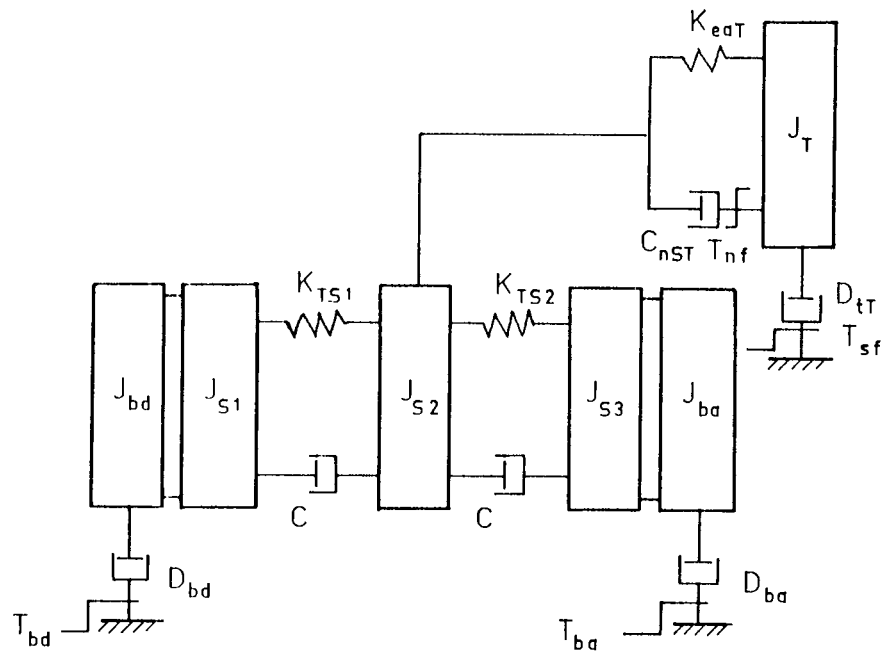 K_eaT
J_T
C_nST T_nf
K_TS1 K_TS2
D_tT
T_sf
J_bd J_S1 J_S2 J_S3 J_ba
C C
D_bd D_ba
T_bd T_ba